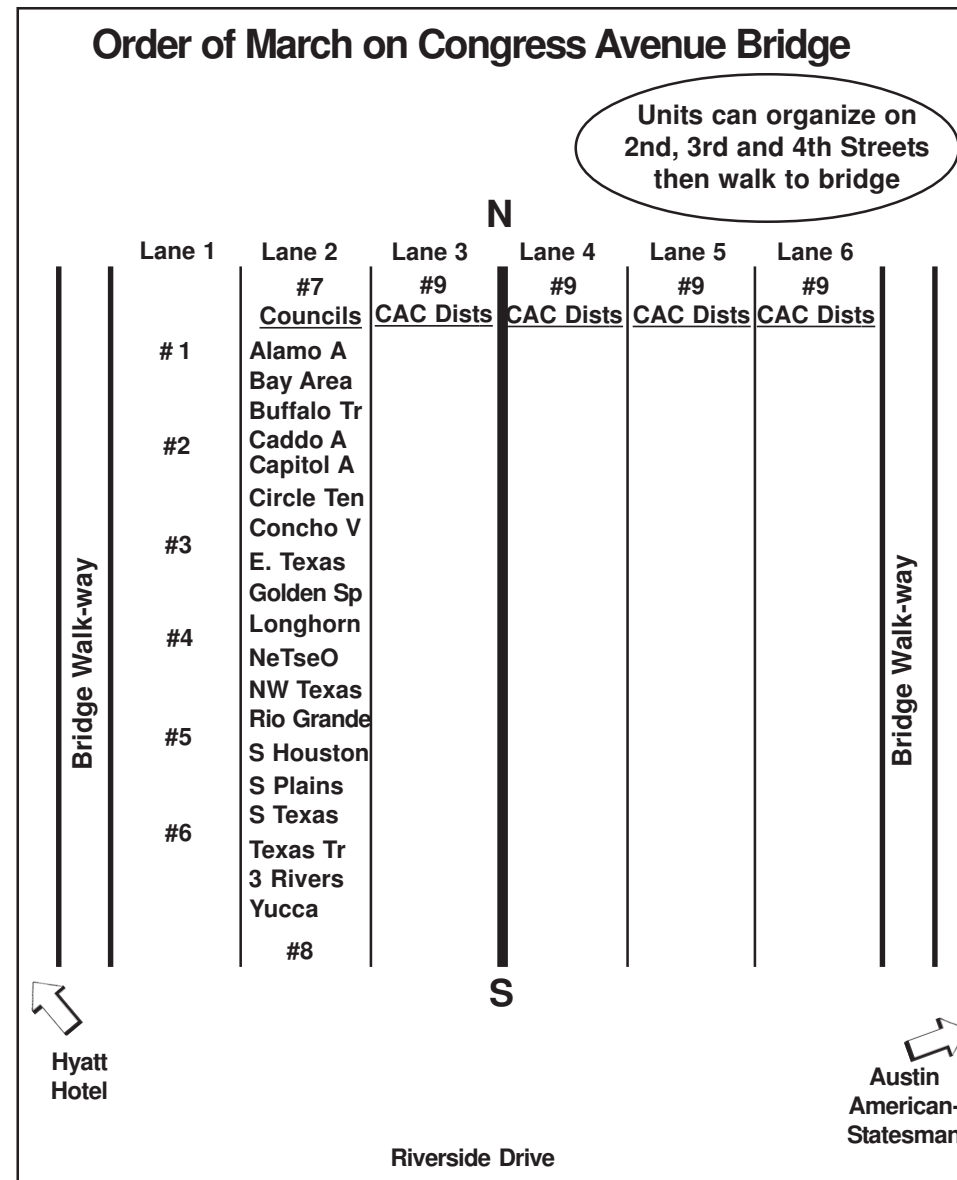 Order of March on Congress Avenue Bridge
Units can organize on
2nd, 3rd and 4th Streets
then walk to bridge
N
Lane 1 Lane 2 Lane 3 Lane 4 Lane 5 Lane 6
#7 #9 #9 #9 #9
Councils CAC Dists CAC Dists CAC Dists CAC Dists
# 1 Alamo A
Bay Area
Buffalo Tr
#2 Caddo A
Capitol A
Circle Ten
Concho V
#3
E. Texas
Golden Sp
Longhorn
#4
NeTseO
NW Texas
Rio Grande
#5
S Houston
S Plains
S Texas
#6
Texas Tr
3 Rivers
Yucca
#8
Bridge Walk-way
Bridge Walk-way
S
Hyatt
Hotel
Austin
American-
Statesman
Riverside Drive